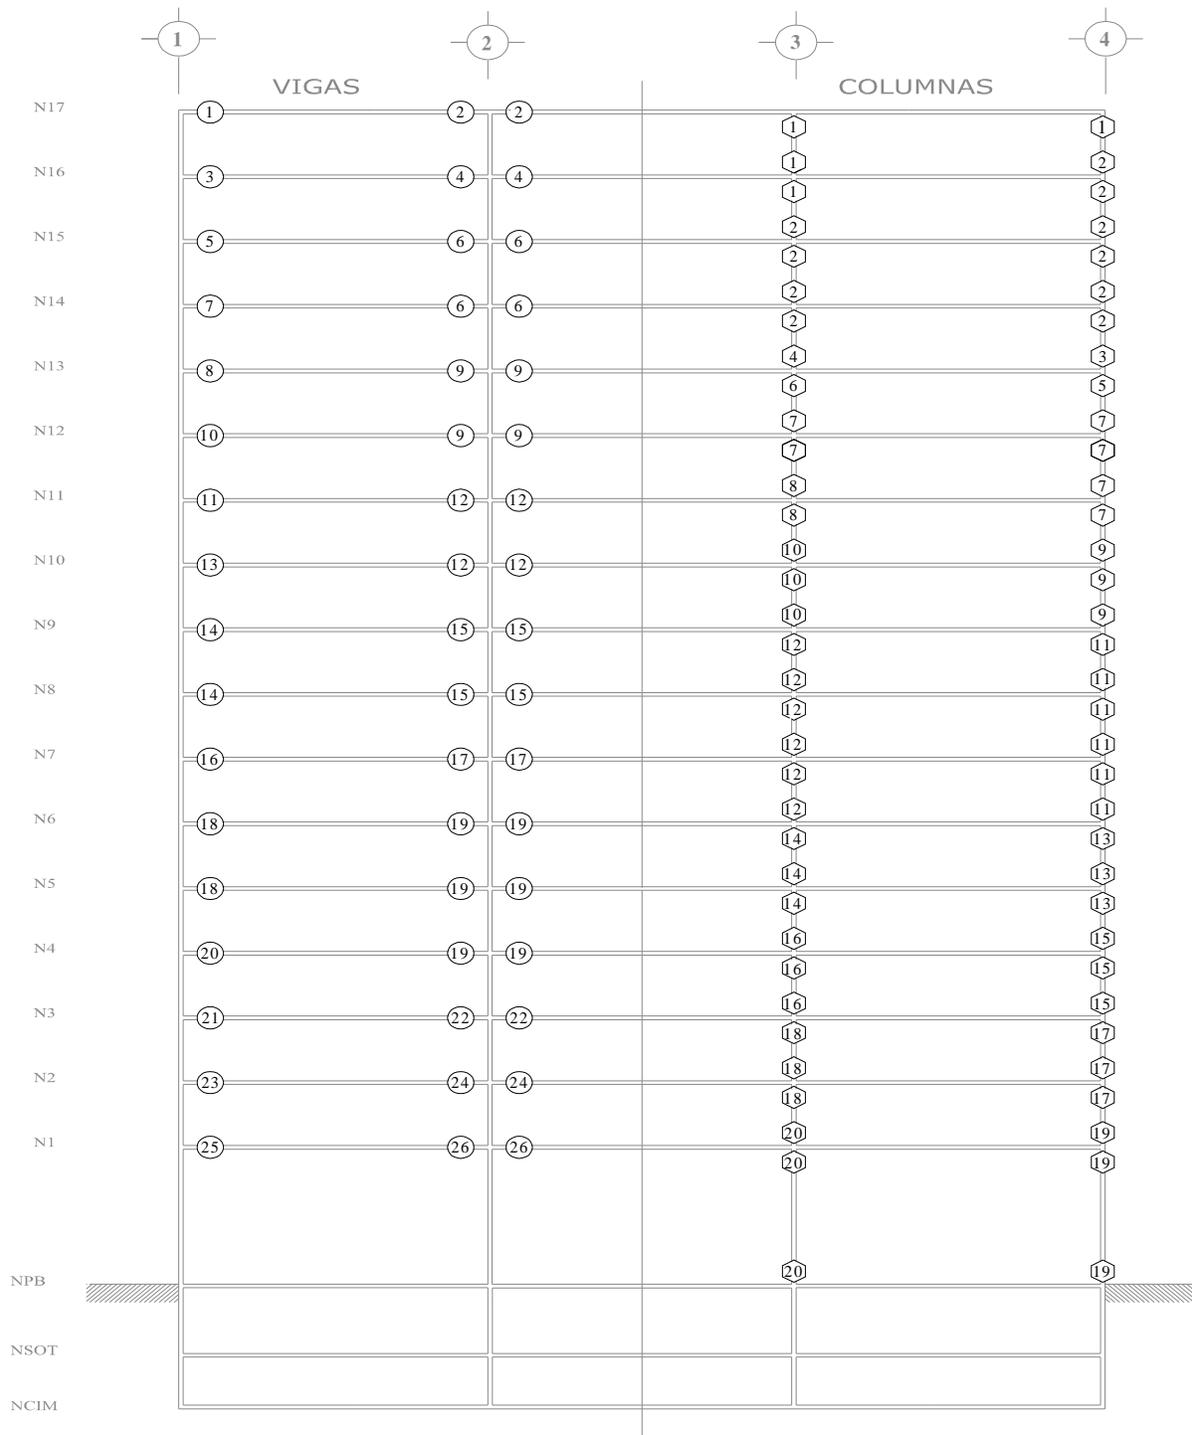 1 2 3 4
VIGAS COLUMNAS
N17 1 2 2
1 1
1 2
N16 3 4 4
1 2
2 2
N15 5 6 6
2 2
2 2
N14 7 6 6
2 2
4 3
N13 8 9 9
6 5
7 7
N12 10 9 9
7 7
8 7
N11 11 12 12
8 7
10 9
N10 13 12 12
10 9
10 9
N9 14 15 15
12 11
12 11
N8 14 15 15
12 11
12 11
N7 16 17 17
12 11
12 11
N6 18 19 19
14 13
14 13
N5 18 19 19
14 13
16 15
N4 20 19 19
16 15
16 15
N3 21 22 22
18 17
18 17
N2 23 24 24
18 17
20 19
N1 25 26 26
20 19
20 19
NPB
NSOT
NCIM